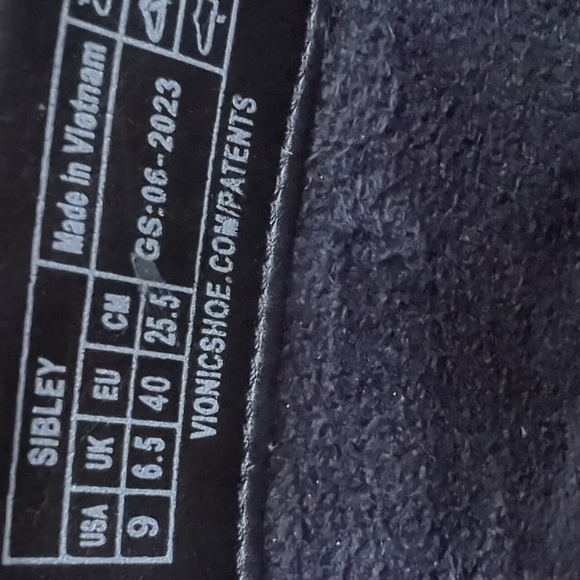 SIBLEY
Made in Vietnam
USA UK EU CM
9 6.5 40 25.5
GS:06-2023
VIONICSHOE.COM/PATENTS